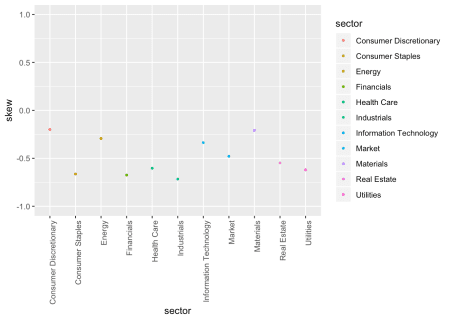 1.0
0.5
0.0
-0.5
-1.0
skew
Consumer Discretionary
Consumer Staples
Energy
Financials
Health Care
Industrials
Information Technology
Market
Materials
Real Estate
Utilities
sector
sector
Consumer Discretionary
Consumer Staples
Energy
Financials
Health Care
Industrials
Information Technology
Market
Materials
Real Estate
Utilities